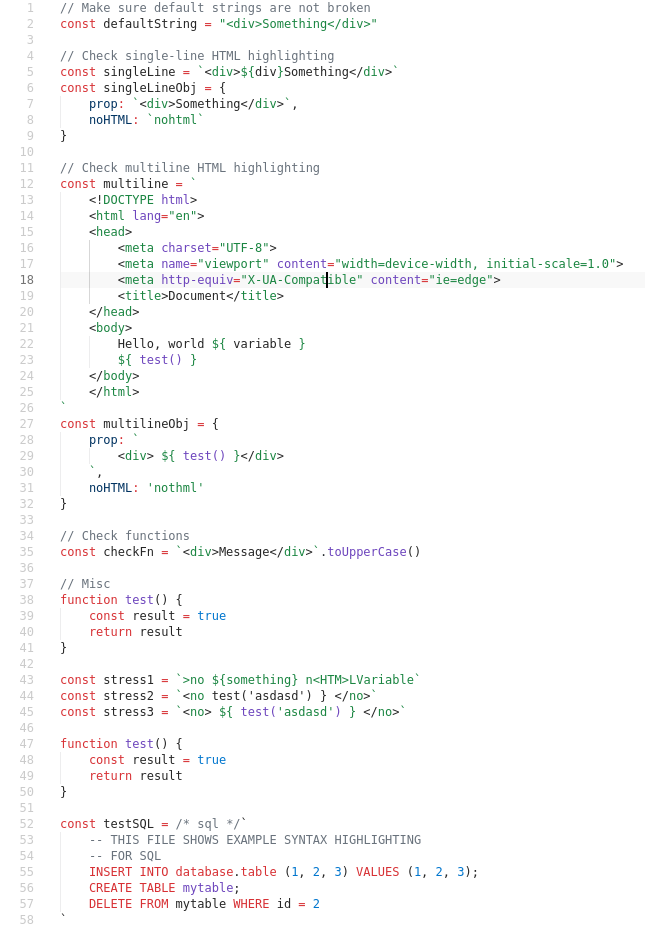 1 // Make sure default strings are not broken
2 const defaultString = "<div>Something</div>"
3
4 // Check single-line HTML highlighting
5 const singleLine = `<div>${div}Something</div>`
6 const singleLineObj = {
7     prop: `<div>Something</div>`,
8     noHTML: `nohtml`
9 }
10
11 // Check multiline HTML highlighting
12 const multiline = `
13     <!DOCTYPE html>
14     <html lang="en">
15     <head>
16         <meta charset="UTF-8">
17         <meta name="viewport" content="width=device-width, initial-scale=1.0">
18         <meta http-equiv="X-UA-Compatible" content="ie=edge">
19         <title>Document</title>
20     </head>
21     <body>
22         Hello, world ${ variable }
23         ${ test() }
24     </body>
25     </html>
26 `
27 const multilineObj = {
28     prop: `
29         <div> ${ test() }</div>
30     `,
31     noHTML: 'nothml'
32 }
33
34 // Check functions
35 const checkFn = `<div>Message</div>`.toUpperCase()
36
37 // Misc
38 function test() {
39     const result = true
40     return result
41 }
42
43 const stress1 = `>no ${something} n<HTM>LVariable`
44 const stress2 = `<no test('asdasd') } </no>`
45 const stress3 = `<no> ${ test('asdasd') } </no>`
46
47 function test() {
48     const result = true
49     return result
50 }
51
52 const testSQL = /* sql */`
53     -- THIS FILE SHOWS EXAMPLE SYNTAX HIGHLIGHTING
54     -- FOR SQL
55     INSERT INTO database.table (1, 2, 3) VALUES (1, 2, 3);
56     CREATE TABLE mytable;
57     DELETE FROM mytable WHERE id = 2
58 `